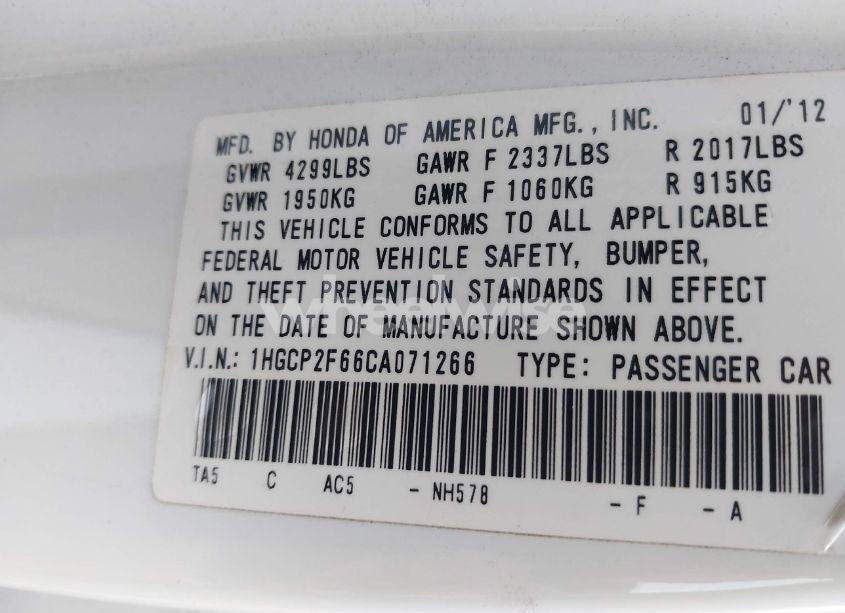 MFD. BY HONDA OF AMERICA MFG., INC. 01/'12
GVWR 4299LBS GAWR F 2337LBS R 2017LBS
GVWR 1950KG GAWR F 1060KG R 915KG
THIS VEHICLE CONFORMS TO ALL APPLICABLE
FEDERAL MOTOR VEHICLE SAFETY, BUMPER,
AND THEFT PREVENTION STANDARDS IN EFFECT
wheelwise
ON THE DATE OF MANUFACTURE SHOWN ABOVE.
V.I.N.: 1HGCP2F66CA071266 TYPE: PASSENGER CAR
TA5 C AC5 - NH578 - F - A